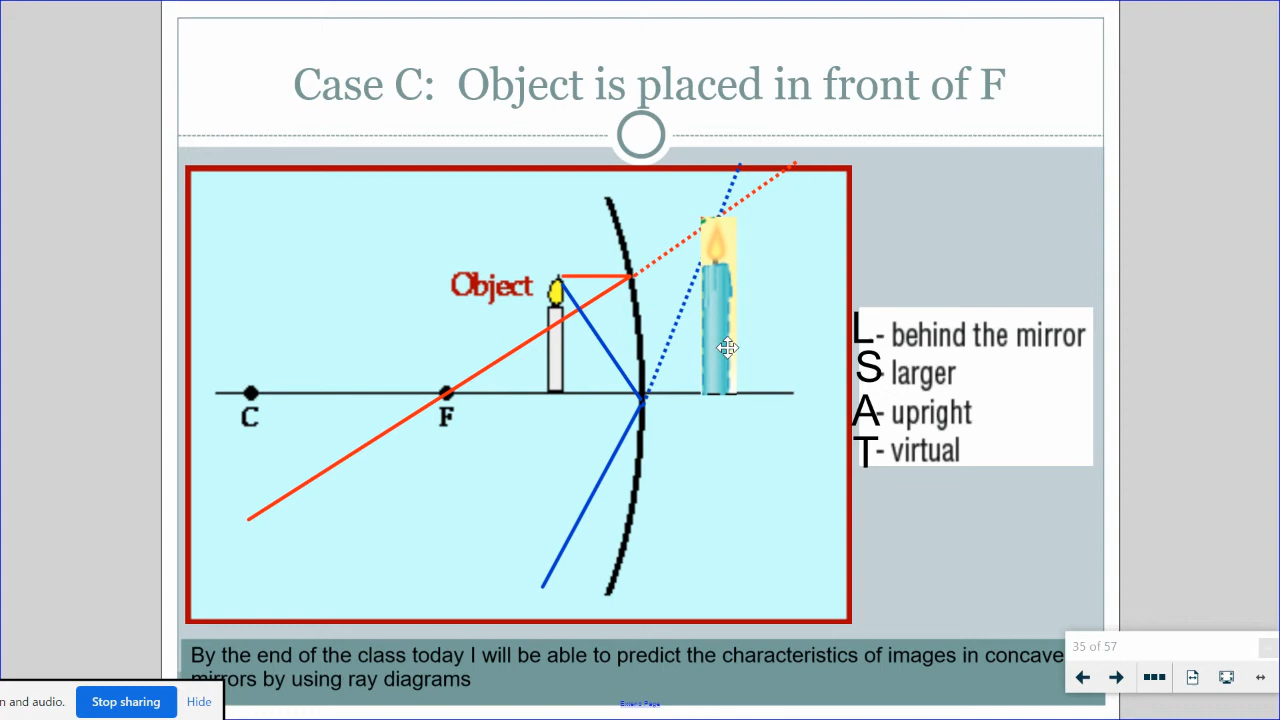 Case C: Object is placed in front of F
Object
C
F
L - behind the mirror
S - larger
A - upright
T - virtual
By the end of the class today I will be able to predict the characteristics of images in concave
mirrors by using ray diagrams
35 of 57
n and audio.
Stop sharing
Hide
Extend Page